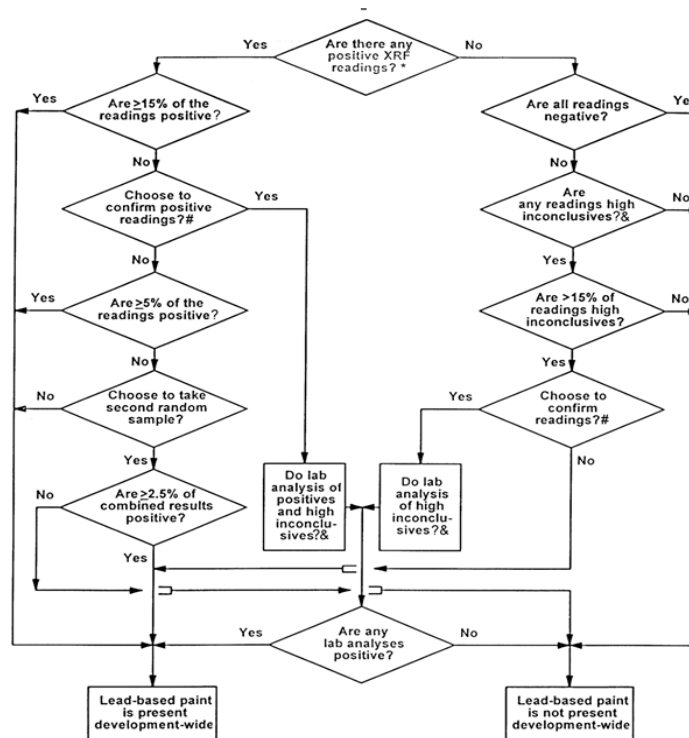 Are there any
positive XRF
readings? *
Yes
No
Are ≥15% of the
readings positive?
Yes
No
Are all readings
negative?
Yes
No
Choose to
confirm positive
readings?#
Yes
No
Are
any readings high
inconclusives?&
No
Yes
Are ≥5% of the
readings positive?
Yes
No
Are >15% of
readings high
inconclusives?
No
Yes
Choose to take
second random
sample?
No
Yes
Choose to
confirm
readings?#
Yes
No
Are ≥2.5% of
combined results
positive?
No
Yes
Do lab
analysis of
positives
and high
inconclu-
sives?&
Do lab
analysis
of high
inconclu-
sives?&
Are any
lab analyses
positive?
Yes
No
Lead-based paint
is present
development-wide
Lead-based paint
is not present
development-wide